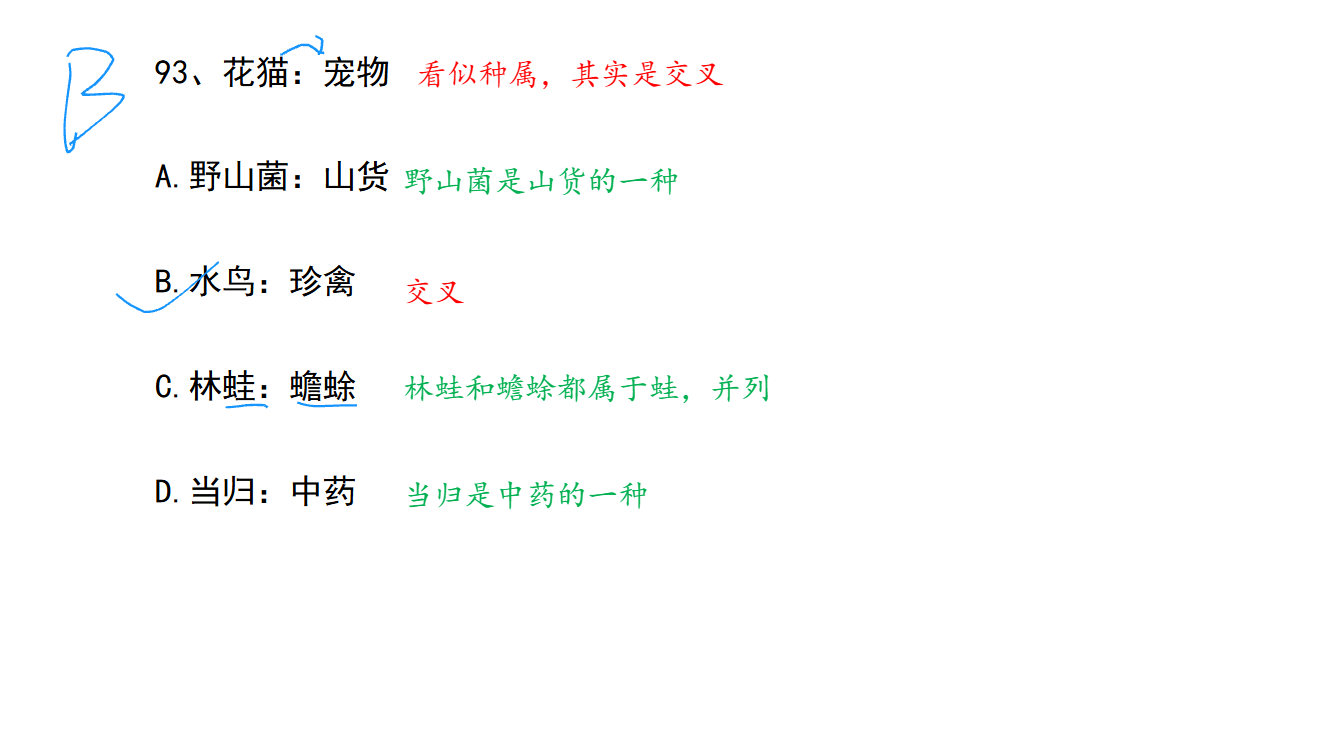 B
93、花猫：宠物 看似种属，其实是交叉
A.野山菌：山货 野山菌是山货的一种
B.水鸟：珍禽 交叉
C.林蛙：蟾蜍 林蛙和蟾蜍都属于蛙，并列
D.当归：中药 当归是中药的一种